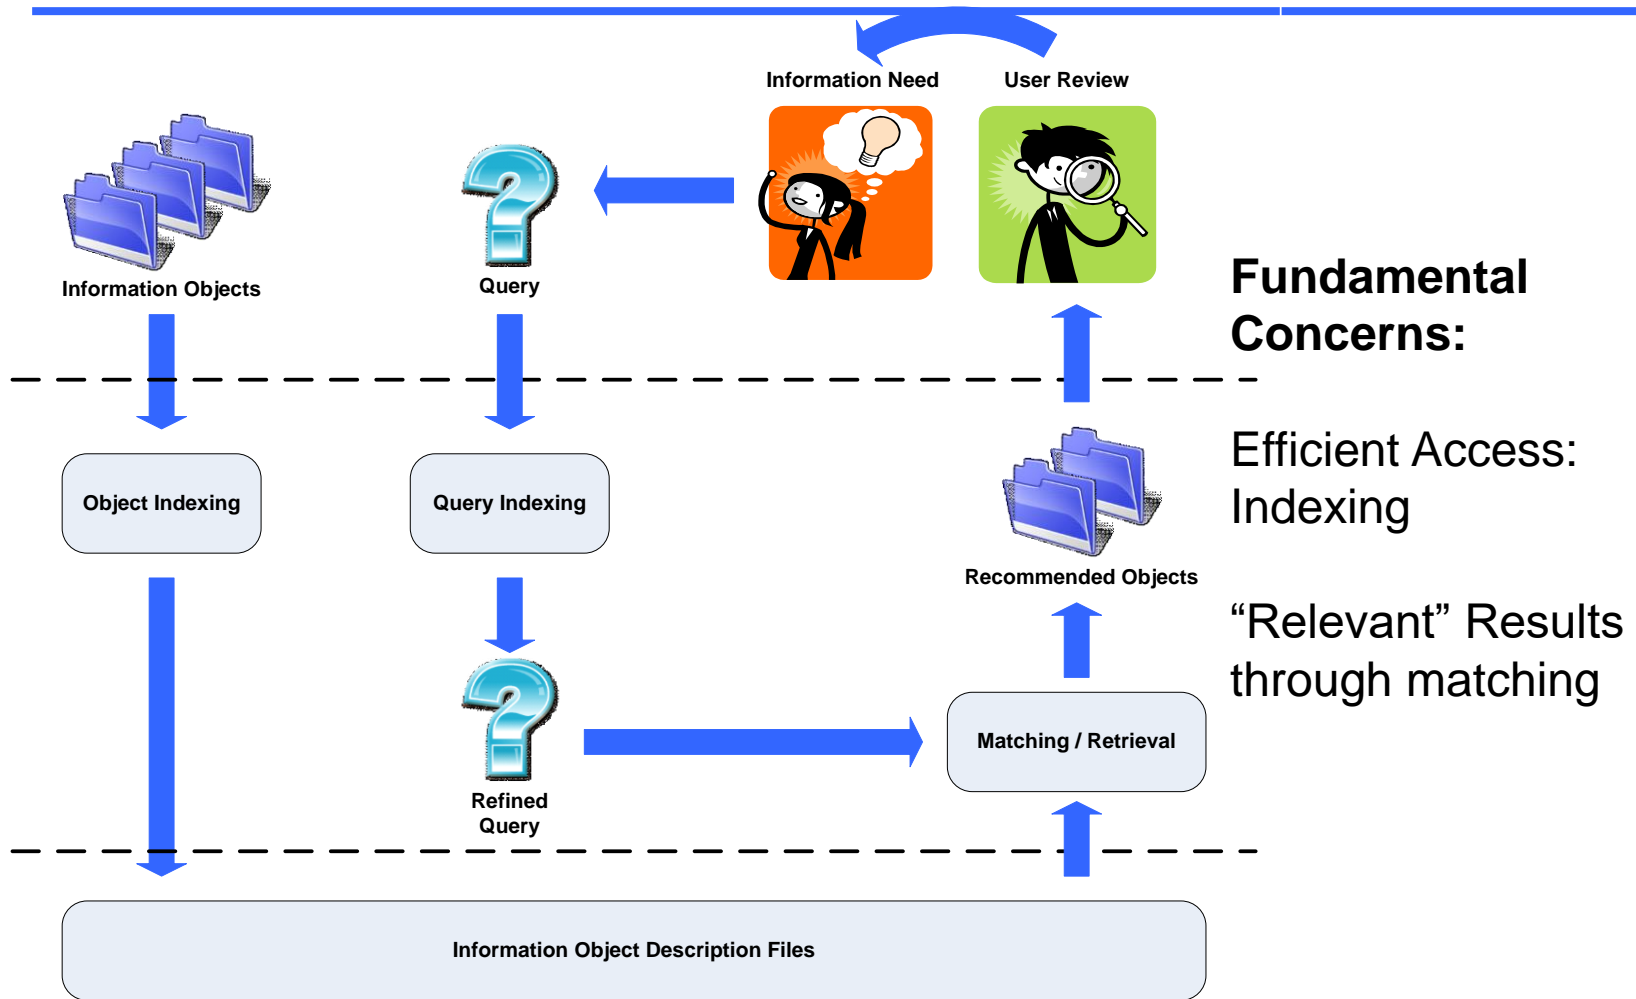 Information Need
User Review
Information Objects
Query
Fundamental
Concerns:
Object Indexing
Query Indexing
Efficient Access:
Indexing
Recommended Objects
“Relevant” Results
through matching
Matching / Retrieval
Refined
Query
Information Object Description Files